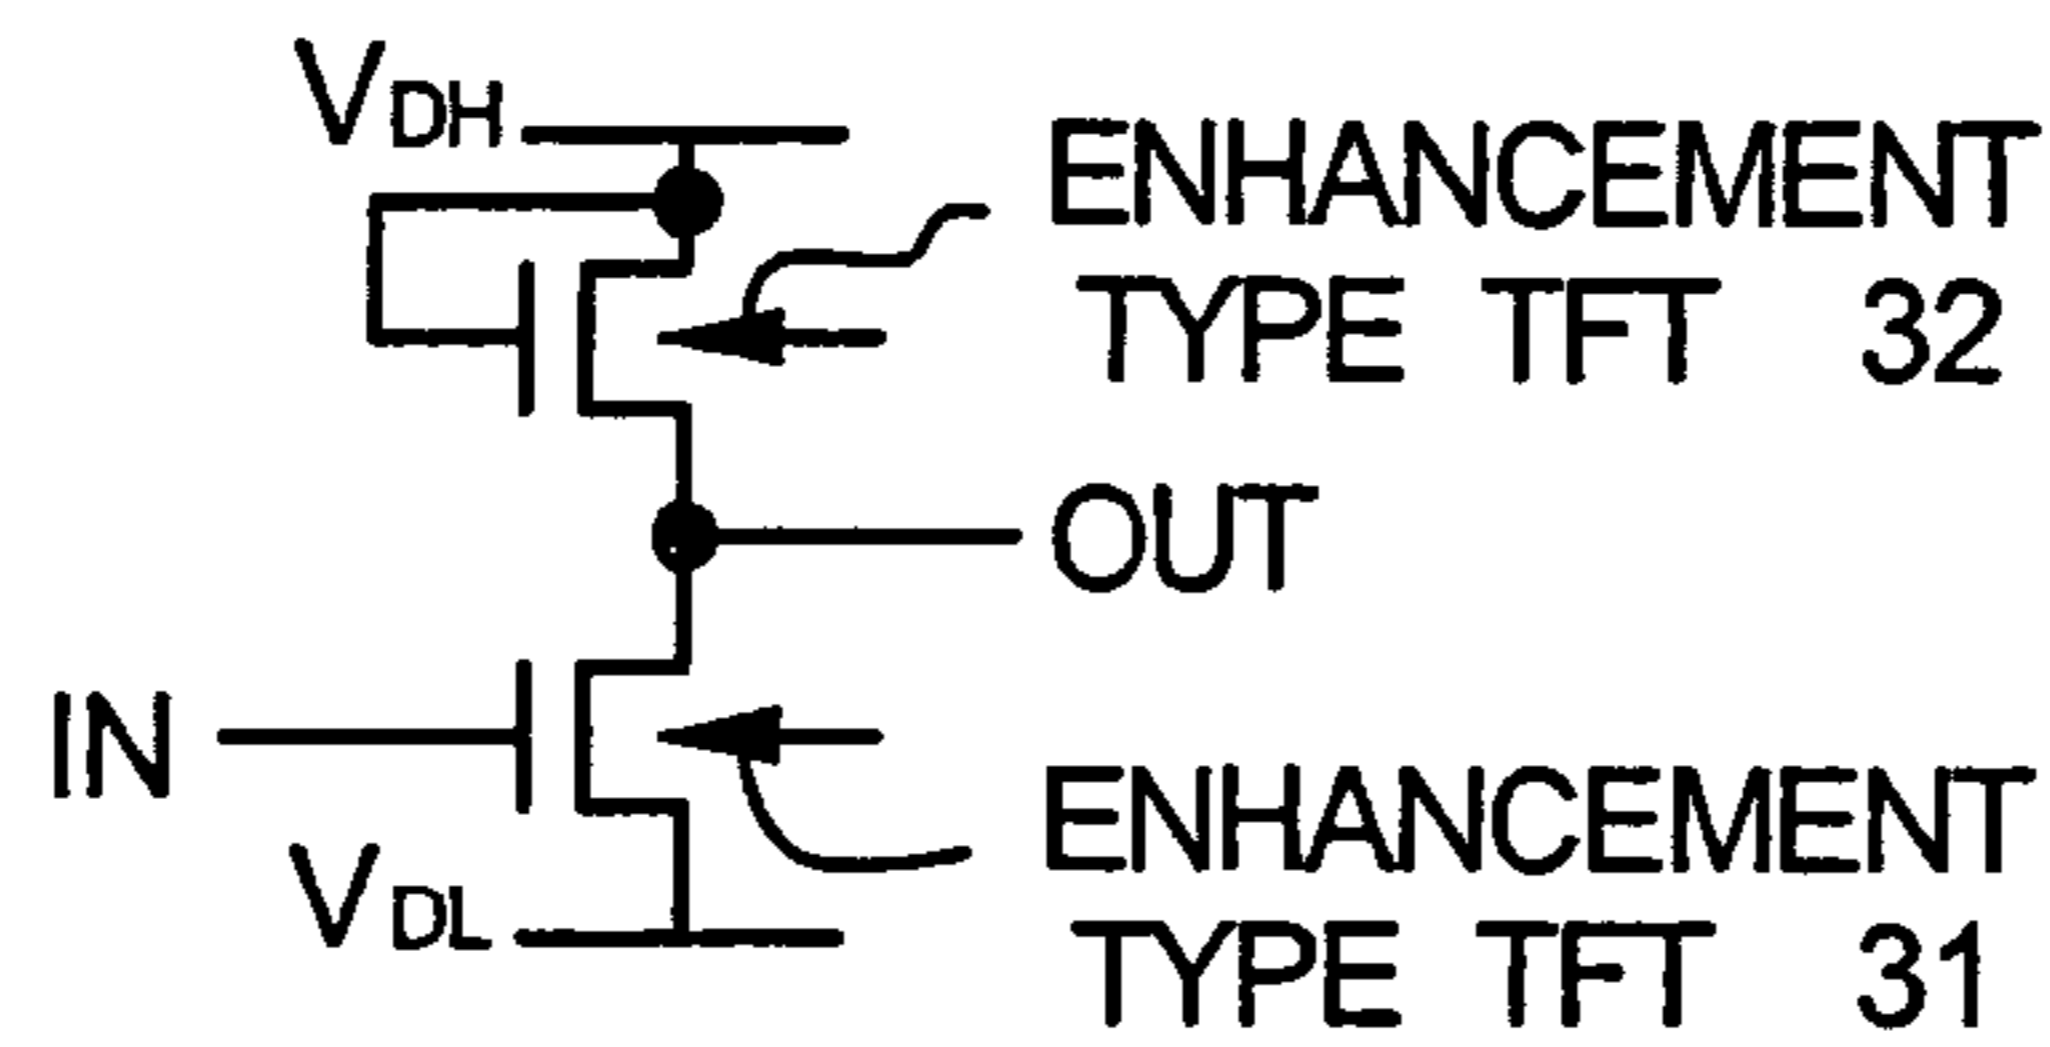 VDH
ENHANCEMENT
TYPE TFT 32
OUT
IN
ENHANCEMENT
TYPE TFT 31
VDL